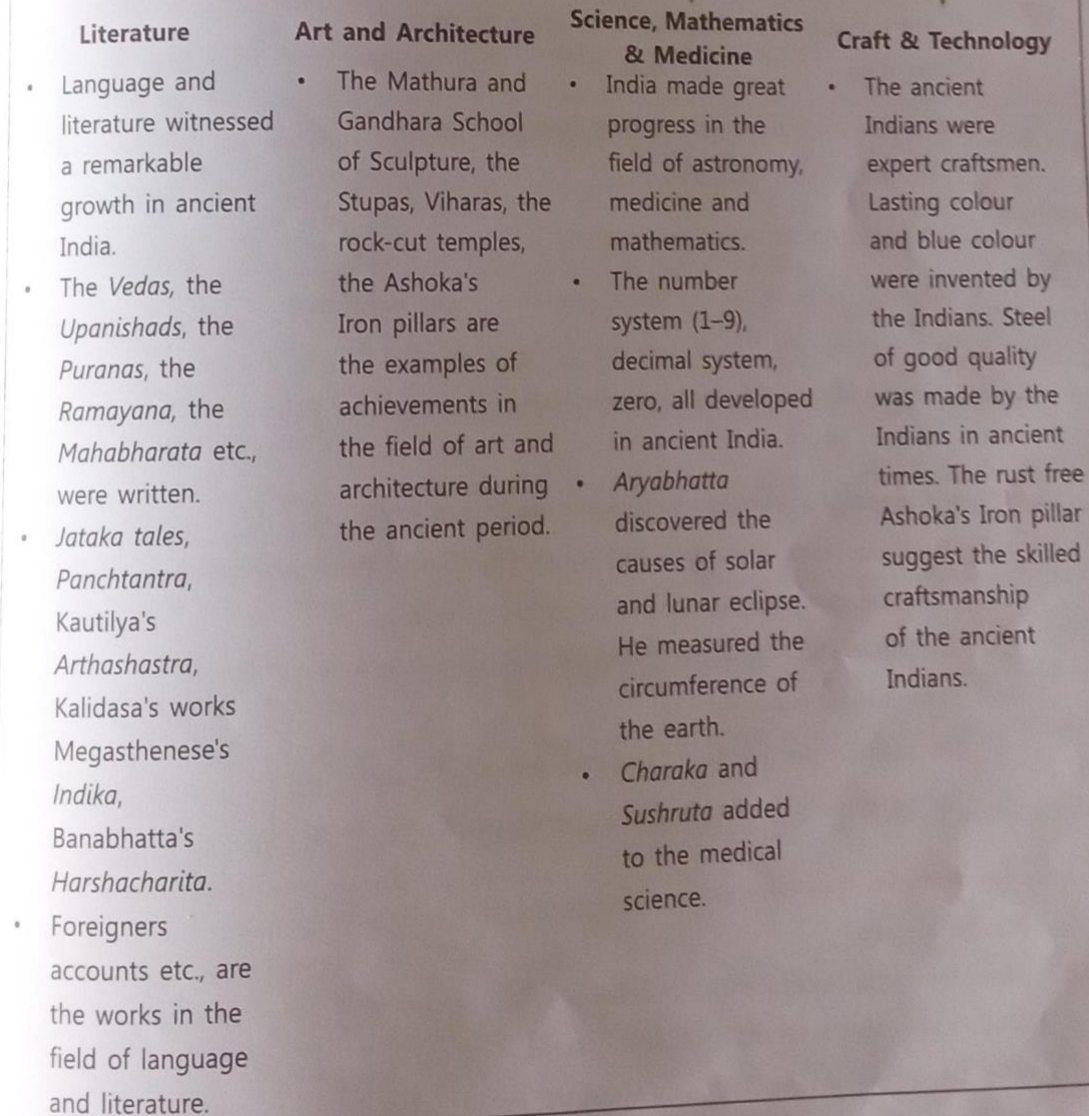 Literature
• Language and
literature witnessed
a remarkable
growth in ancient
India.
• The Vedas, the
Upanishads, the
Puranas, the
Ramayana, the
Mahabharata etc.,
were written.
• Jataka tales,
Panchtantra,
Kautilya's
Arthashastra,
Kalidasa's works
Megasthenese's
Indika,
Banabhatta's
Harshacharita.
• Foreigners
accounts etc., are
the works in the
field of language
and literature.
Art and Architecture
• The Mathura and
Gandhara School
of Sculpture, the
Stupas, Viharas, the
rock-cut temples,
the Ashoka's
Iron pillars are
the examples of
achievements in
the field of art and
architecture during
the ancient period.
Science, Mathematics
& Medicine
• India made great
progress in the
field of astronomy,
medicine and
mathematics.
• The number
system (1–9),
decimal system,
zero, all developed
in ancient India.
• Aryabhatta
discovered the
causes of solar
and lunar eclipse.
He measured the
circumference of
the earth.
• Charaka and
Sushruta added
to the medical
science.
Craft & Technology
• The ancient
Indians were
expert craftsmen.
Lasting colour
and blue colour
were invented by
the Indians. Steel
of good quality
was made by the
Indians in ancient
times. The rust free
Ashoka's Iron pillar
suggest the skilled
craftsmanship
of the ancient
Indians.